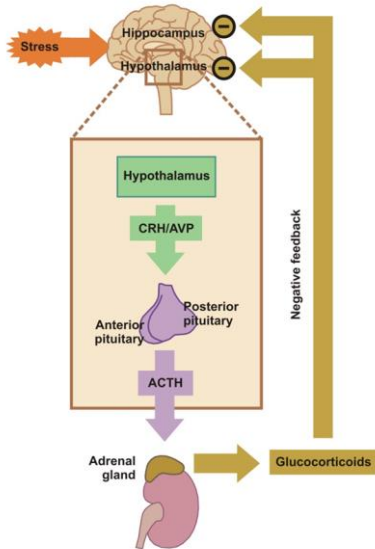 Hippocampus
Stress
Hypothalamus
Hypothalamus
CRH/AVP
Posterior
pituitary
Anterior
pituitary
ACTH
Adrenal
gland
Glucocorticoids
Negative feedback